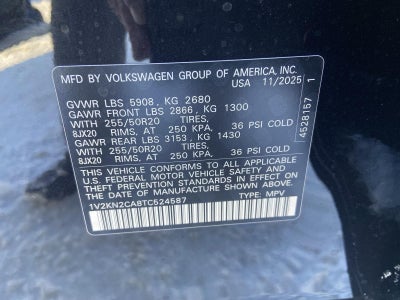 MFD BY VOLKSWAGEN GROUP OF AMERICA, INC.
USA 11/2025
GVWR LBS 5908, KG 2680
GAWR FRONT LBS 2866, KG 1300
WITH 255/50R20 TIRES,
8JX20 RIMS, AT 250 KPA, 36 PSI COLD
GAWR REAR LBS 3153, KG 1430
WITH 255/50R20 TIRES,
8JX20 RIMS, AT 250 KPA, 36 PSI COLD
THIS VEHICLE CONFORMS TO ALL APPLICABLE
U.S. FEDERAL MOTOR VEHICLE SAFETY AND
THEFT PREVENTION STANDARDS IN EFFECT ON THE
DATE OF MANUFACTURE SHOWN ABOVE.
1V2KN2CA8TC524587 TYPE: MPV
4528157 1